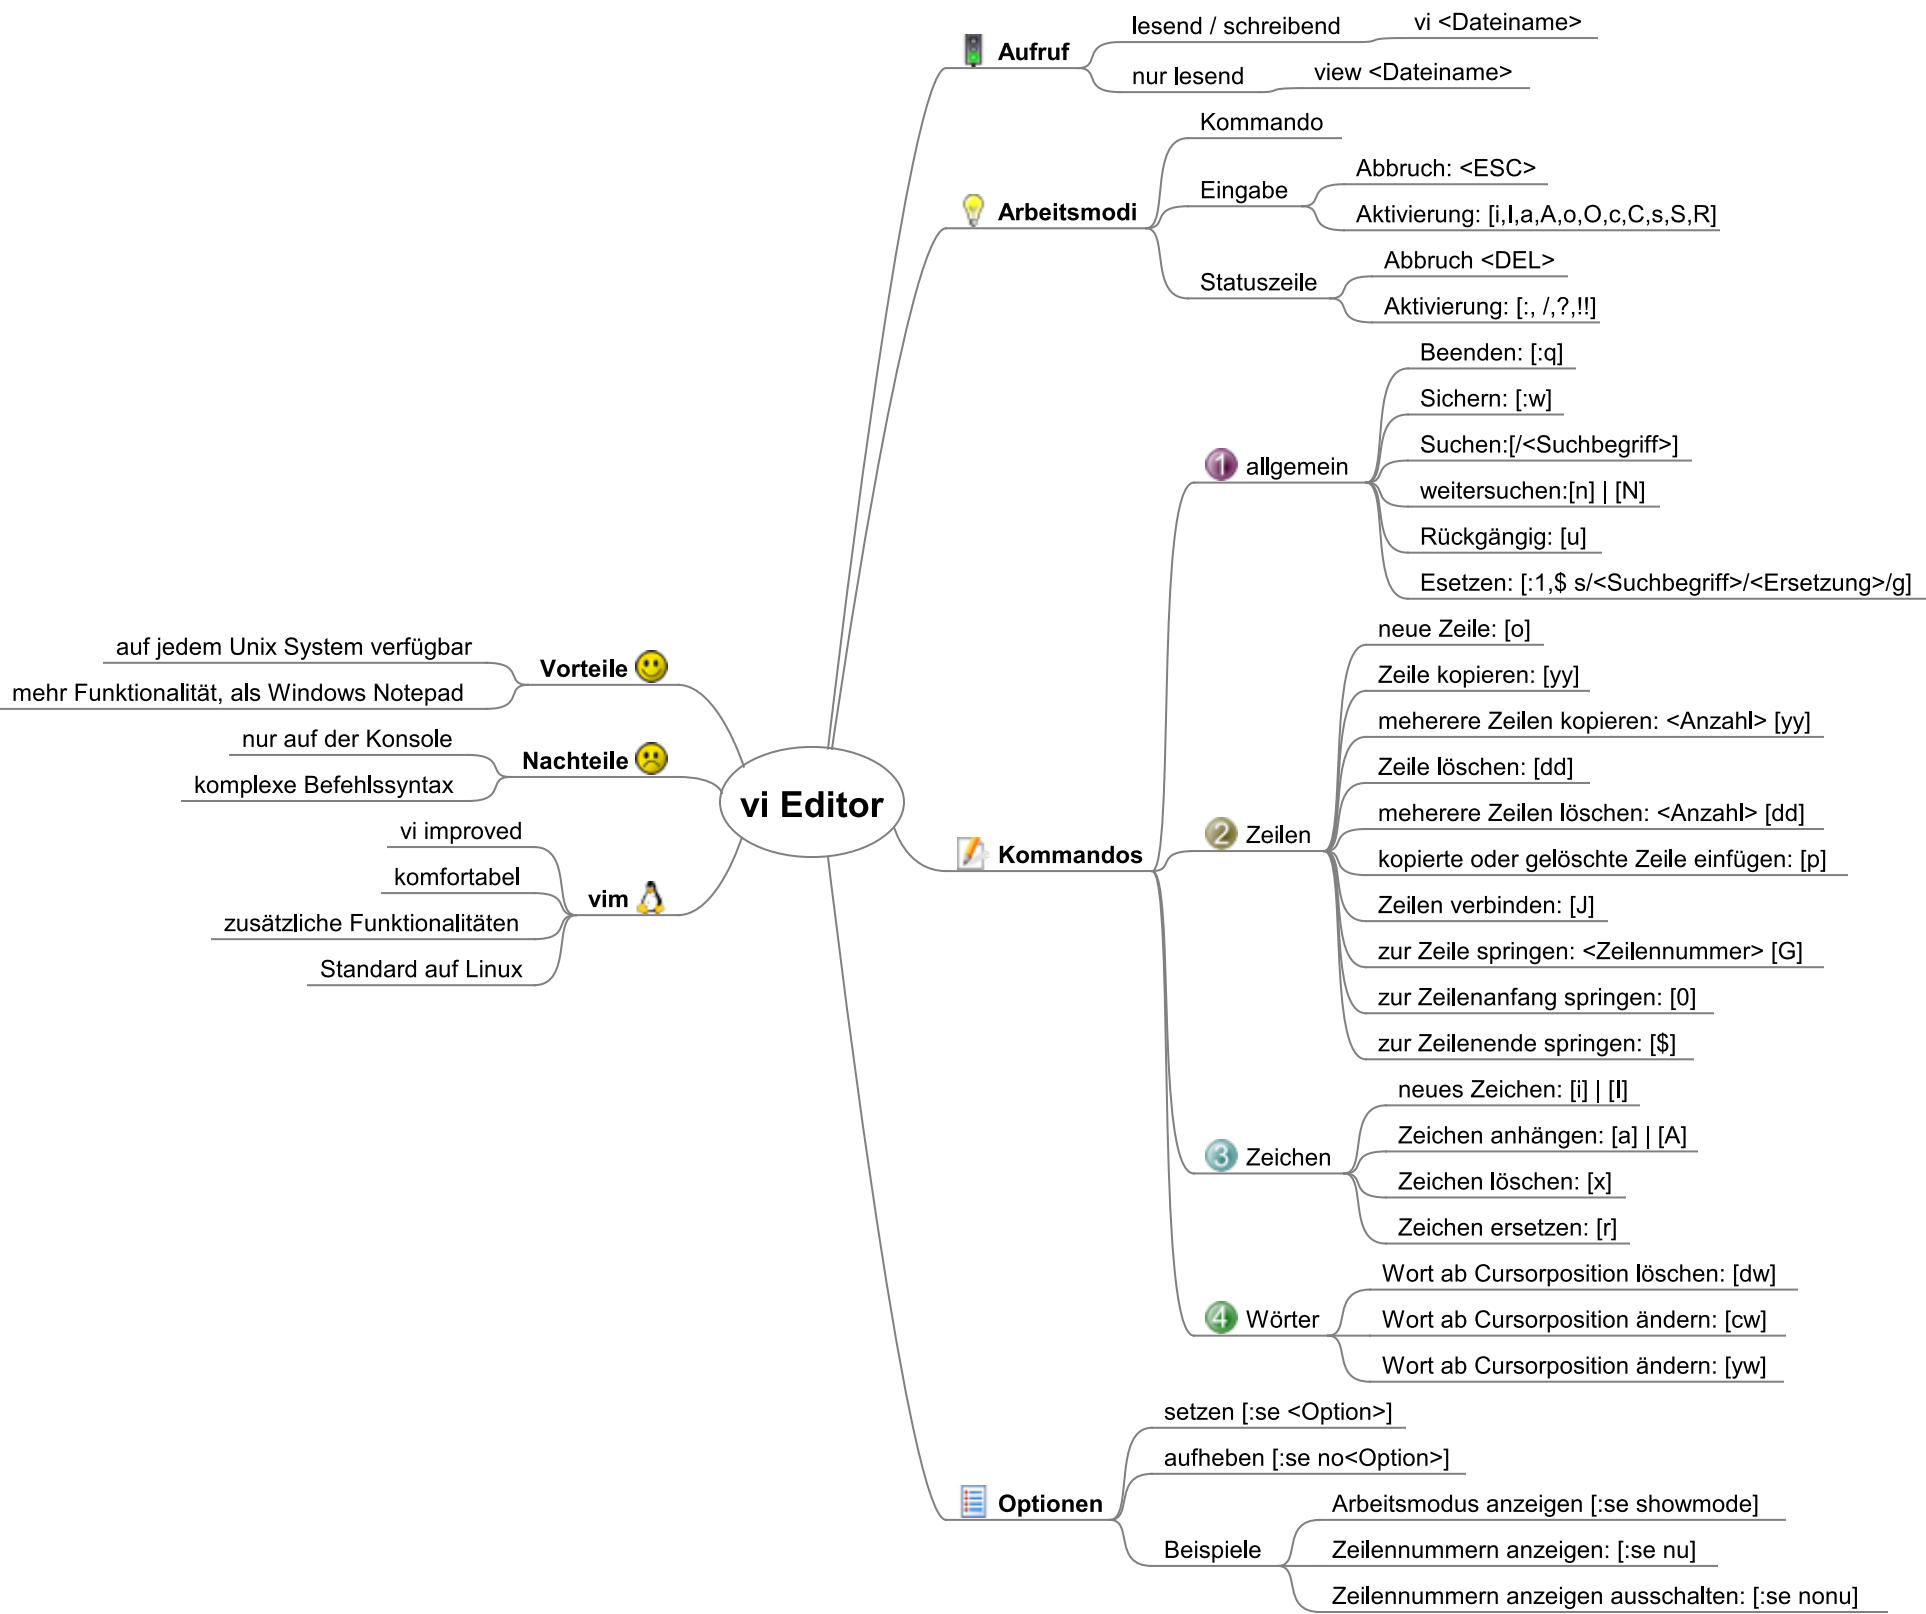 vi Editor
Aufruf
lesend / schreibend
vi <Dateiname>
nur lesend
view <Dateiname>
Arbeitsmodi
Kommando
Eingabe
Abbruch: <ESC>
Aktivierung: [i,I,a,A,o,O,c,C,s,S,R]
Statuszeile
Abbruch <DEL>
Aktivierung: [:, /,?,!!]
Kommandos
1 allgemein
Beenden: [:q]
Sichern: [:w]
Suchen:[/<Suchbegriff>]
weitersuchen:[n] | [N]
Rückgängig: [u]
Esetzen: [:1,$ s/<Suchbegriff>/<Ersetzung>/g]
2 Zeilen
neue Zeile: [o]
Zeile kopieren: [yy]
meherere Zeilen kopieren: <Anzahl> [yy]
Zeile löschen: [dd]
meherere Zeilen löschen: <Anzahl> [dd]
kopierte oder gelöschte Zeile einfügen: [p]
Zeilen verbinden: [J]
zur Zeile springen: <Zeilennummer> [G]
zur Zeilenanfang springen: [0]
zur Zeilenende springen: [$]
3 Zeichen
neues Zeichen: [i] | [I]
Zeichen anhängen: [a] | [A]
Zeichen löschen: [x]
Zeichen ersetzen: [r]
4 Wörter
Wort ab Cursorposition löschen: [dw]
Wort ab Cursorposition ändern: [cw]
Wort ab Cursorposition ändern: [yw]
Optionen
setzen [:se <Option>]
aufheben [:se no<Option>]
Beispiele
Arbeitsmodus anzeigen [:se showmode]
Zeilennummern anzeigen: [:se nu]
Zeilennummern anzeigen ausschalten: [:se nonu]
Vorteile
auf jedem Unix System verfügbar
mehr Funktionalität, als Windows Notepad
Nachteile
nur auf der Konsole
komplexe Befehlssyntax
vim
vi improved
komfortabel
zusätzliche Funktionalitäten
Standard auf Linux